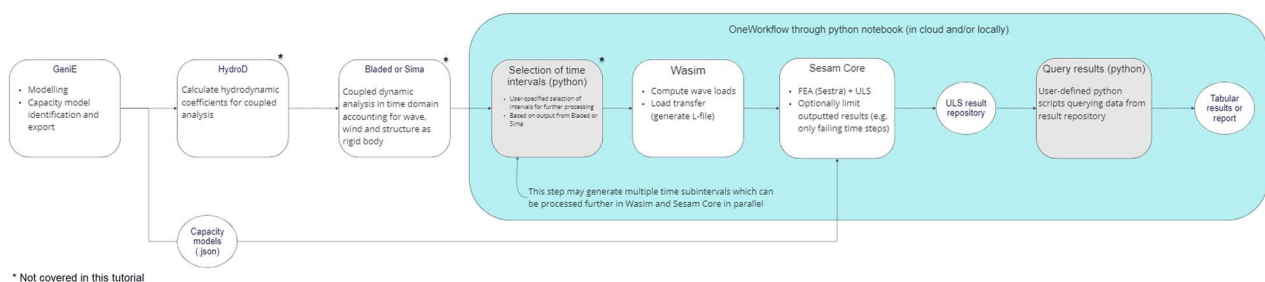 OneWorkflow through python notebook (in cloud and/or locally)
GeniE
• Modelling
• Capacity model
identification and
export
*
HydroD
Calculate hydrodynamic
coefficients for coupled
analysis
*
Bladed or Sima
Coupled dynamic
analysis in time domain
accounting for wave,
wind and structure as
rigid body
*
Selection of time
intervals (python)
• User-specified selection of
intervals for further processing
• Based on output from Bladed or
Sima
Wasim
• Compute wave loads
• Load transfer
(generate L-file)
Sesam Core
• FEA (Sestra) + ULS
• Optionally limit
outputted results (e.g.
only failing time steps)
ULS result
repository
Query results (python)
User-defined python
scripts querying data from
result repository
Tabular
results or
report
This step may generate multiple time subintervals which can
be processed further in Wasim and Sesam Core in parallel
Capacity
models
(.json)
* Not covered in this tutorial